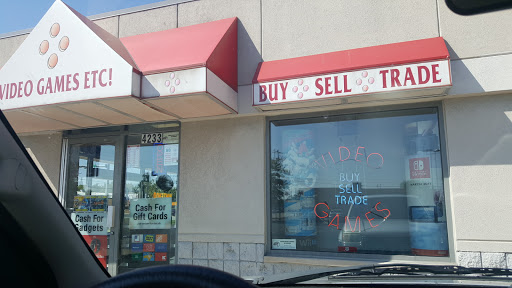 VIDEO GAMES ETC!
BUY SELL TRADE
4233
Cash For
Gadgets
Cash For
Gift Cards
VIDEO
BUY
SELL
TRADE
GAMES